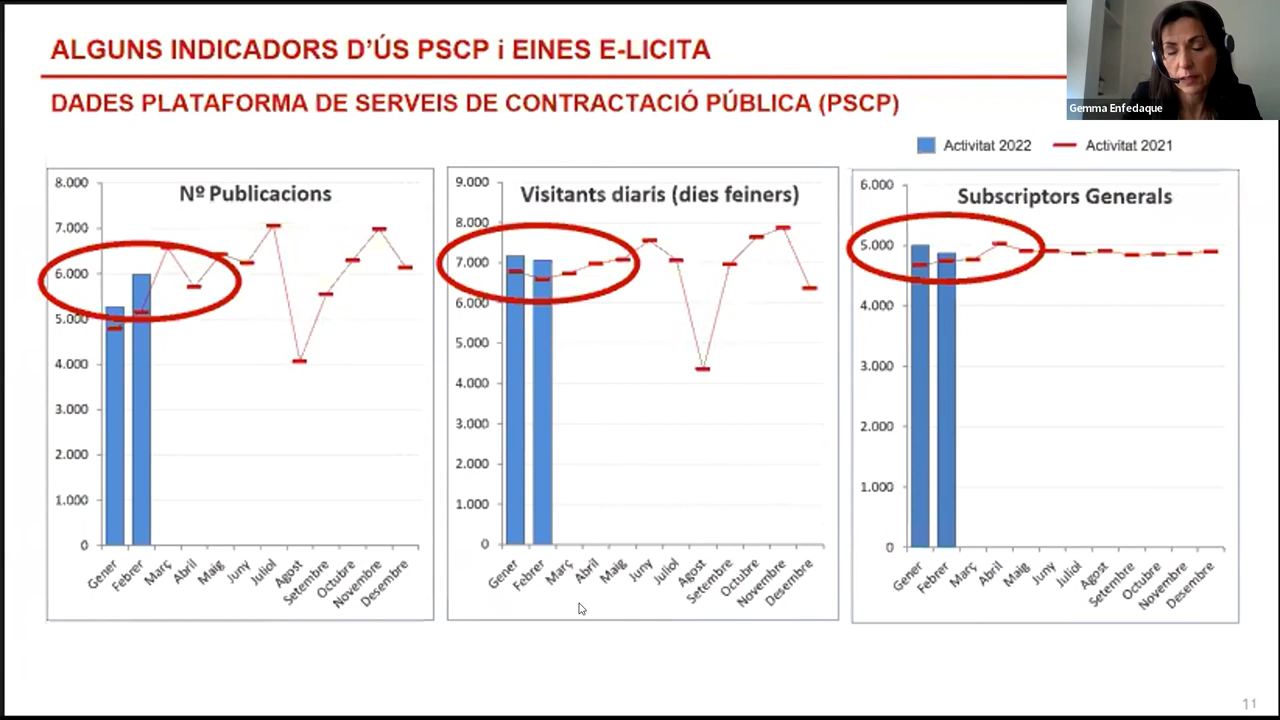 ALGUNS INDICADORS D'ÚS PSCP i EINES E-LICITA
Gemma Enfedaque
DADES PLATAFORMA DE SERVEIS DE CONTRACTACIÓ PÚBLICA (PSCP)
Activitat 2022
Activitat 2021
Nº Publicacions
8.000
7.000
6.000
5.000
4.000
3.000
2.000
1.000
0
Gener
Febrer
Març
Abril
Maig
Juny
Juliol
Agost
Setembre
Octubre
Novembre
Desembre
Visitants diaris (dies feiners)
9.000
8.000
7.000
6.000
5.000
4.000
3.000
2.000
1.000
0
Gener
Febrer
Març
Abril
Maig
Juny
Juliol
Agost
Setembre
Octubre
Novembre
Desembre
Subscriptors Generals
6.000
5.000
4.000
3.000
2.000
1.000
0
Gener
Febrer
Març
Abril
Maig
Juny
Juliol
Agost
Setembre
Octubre
Novembre
Desembre
11